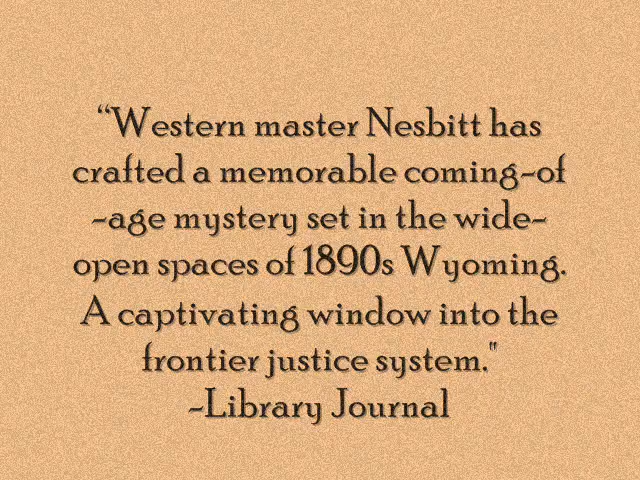 “Western master Nesbitt has
crafted a memorable coming-of
-age mystery set in the wide-
open spaces of 1890s Wyoming.
A captivating window into the
frontier justice system."
-Library Journal